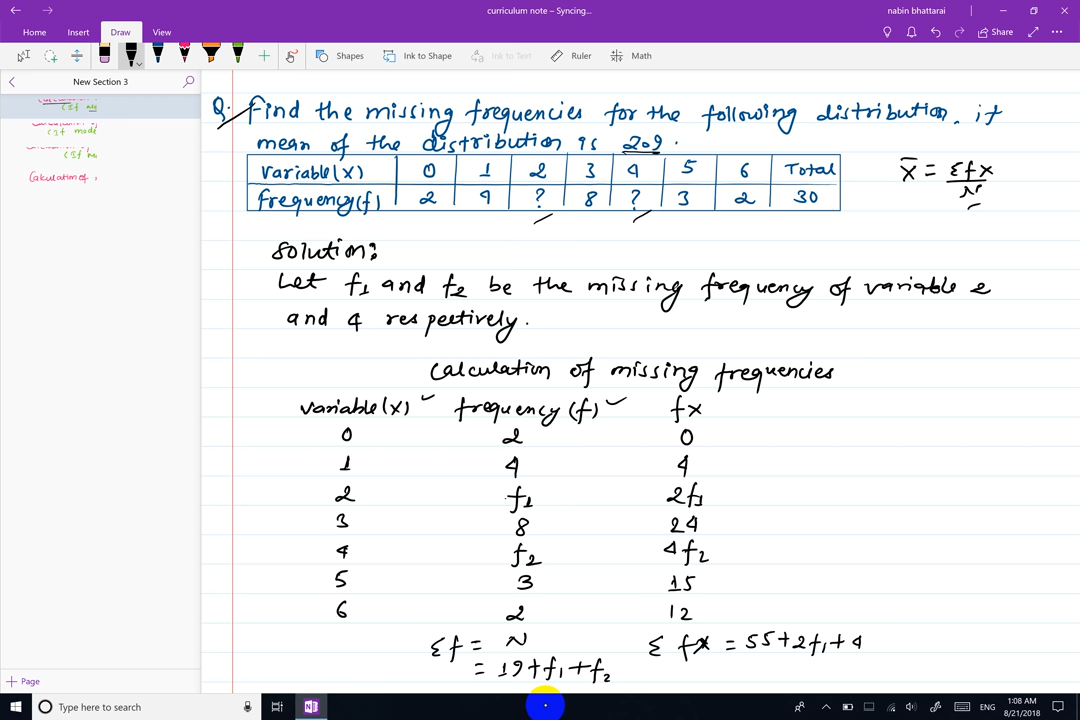 curriculum note – Syncing...
nabin bhattarai
Home Insert Draw View
Share
Shapes Ink to Shape Ink to Text Ruler Math
New Section 3
Q. Find the missing frequencies for the following distribution. if
mean of the distribution is 2.9.
Variable(x) 0 1 2 3 4 5 6 Total
Frequency(f) 2 4 ? 8 ? 3 2 30
x̄ = Σfx/N
Solution:
Let f1 and f2 be the missing frequency of variable 2
and 4 respectively.
Calculation of missing frequencies
variable(x) frequency(f) fx
0 2 0
1 4 4
2 f1 2f1
3 8 24
4 f2 4f2
5 3 15
6 2 12
Σf = N Σfx = 55+2f1+4
= 19+f1+f2
Calculation of
Page
Type here to search
ENG
1:08 AM
8/21/2018